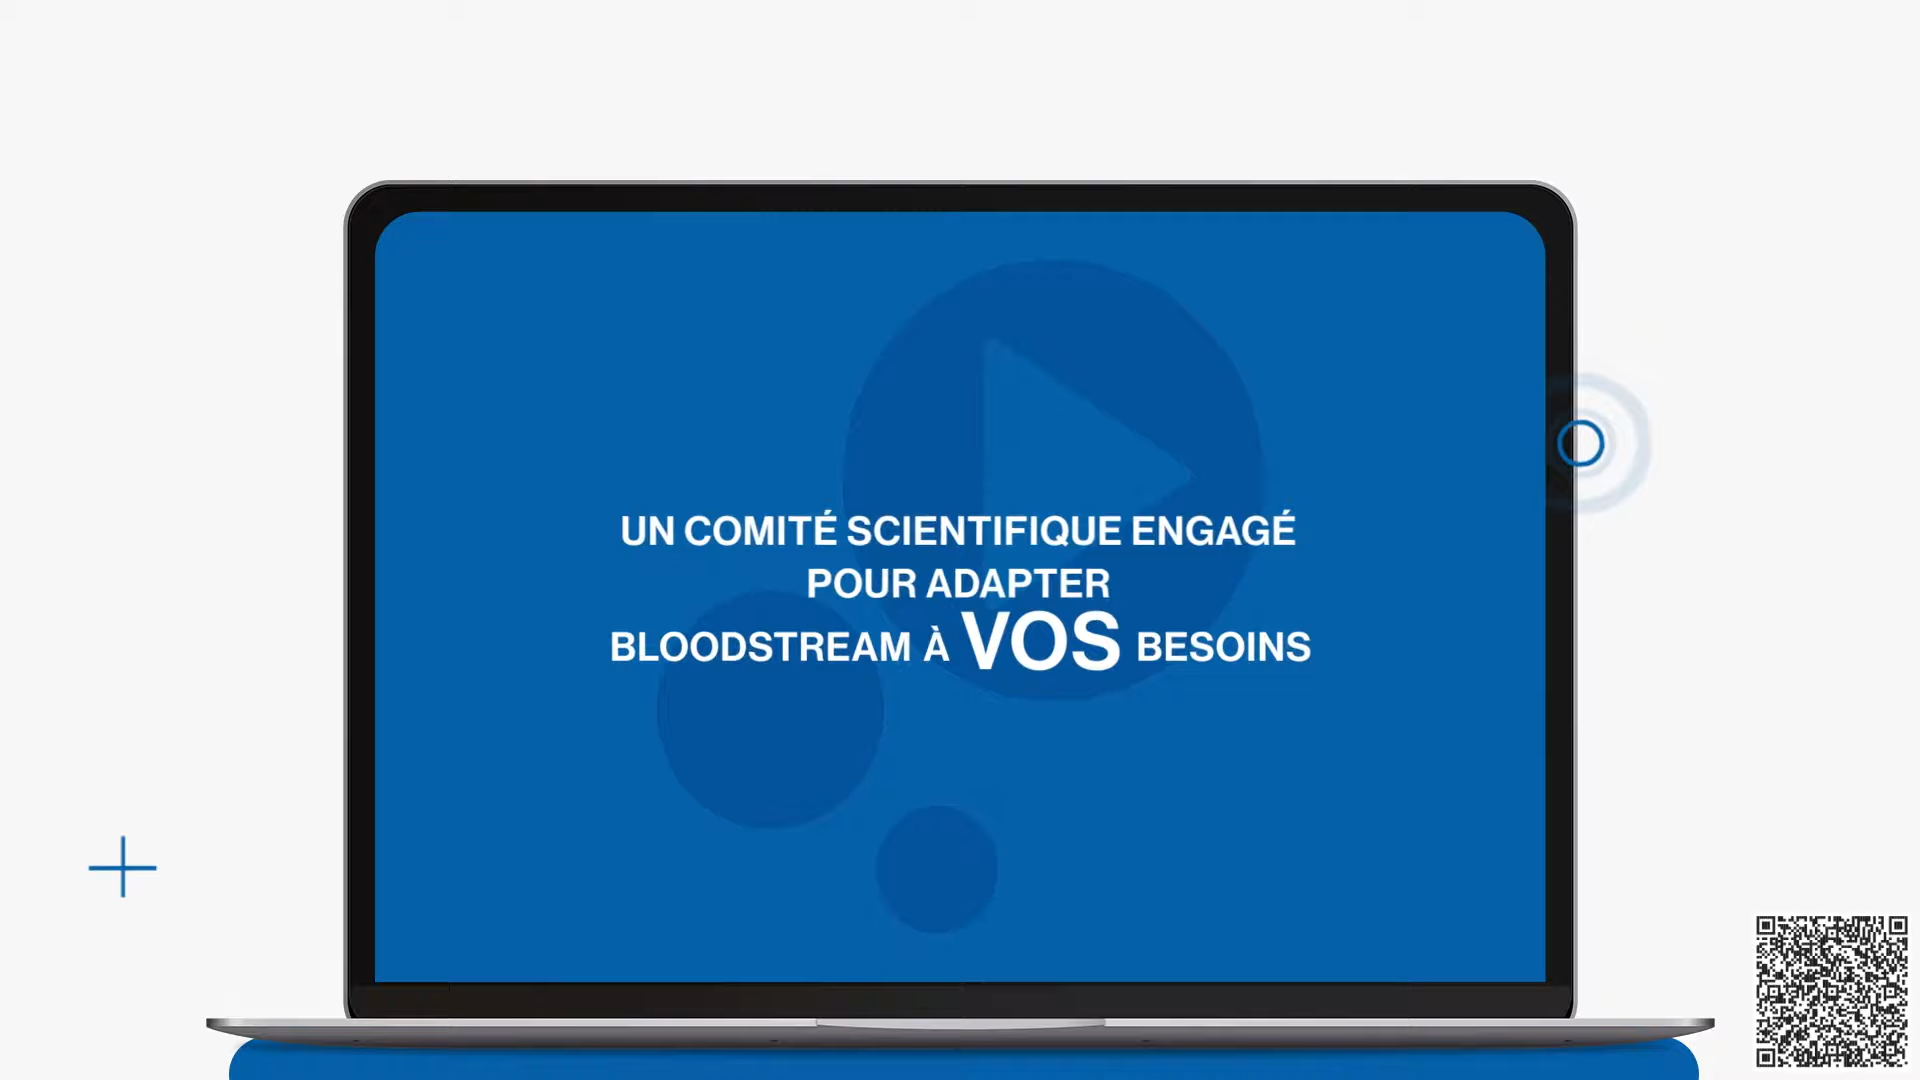 UN COMITÉ SCIENTIFIQUE ENGAGÉ
POUR ADAPTER
BLOODSTREAM À VOS BESOINS